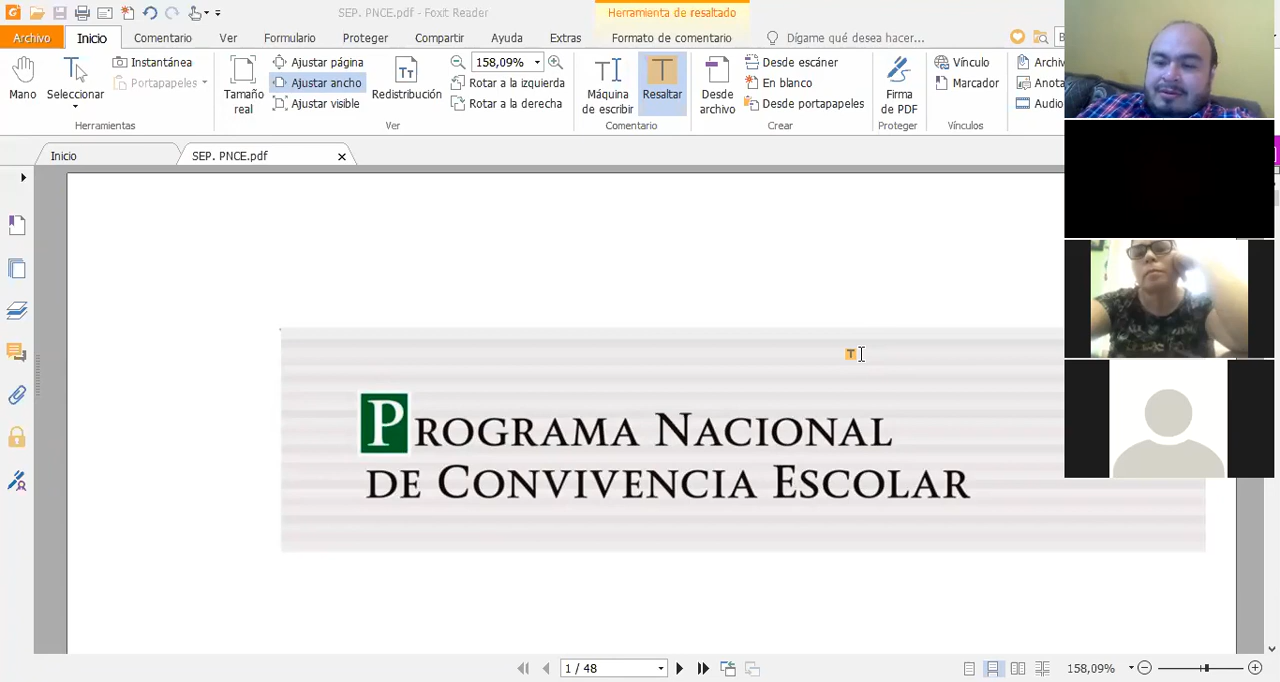 SEP. PNCE.pdf - Foxit Reader
Herramienta de resaltado
Archivo
Inicio
Comentario
Ver
Formulario
Proteger
Compartir
Ayuda
Extras
Formato de comentario
Dígame qué desea hacer...
Mano
Seleccionar
Instantánea
Portapapeles
Herramientas
Tamaño real
Ajustar página
Ajustar ancho
Ajustar visible
Redistribución
158,09%
Rotar a la izquierda
Rotar a la derecha
Ver
Máquina de escribir
Resaltar
Comentario
Desde archivo
Desde escáner
En blanco
Desde portapapeles
Crear
Firma de PDF
Proteger
Vínculo
Marcador
Vínculos
Audio
Inicio
SEP. PNCE.pdf
PROGRAMA NACIONAL
DE CONVIVENCIA ESCOLAR
1 / 48
158,09%